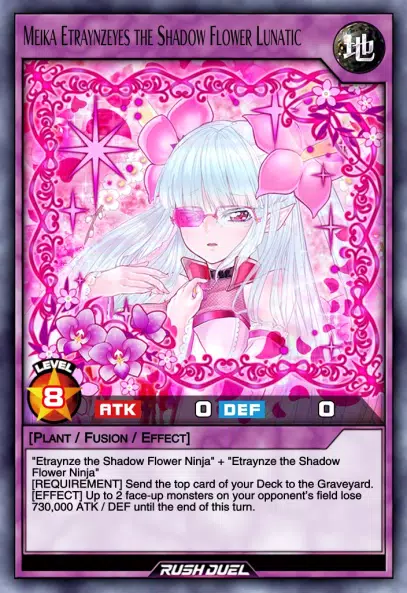 Meika Etraynzeyes the Shadow Flower Lunatic
地
LEVEL
8
ATK 0 DEF 0
[Plant / Fusion / Effect]
"Etraynze the Shadow Flower Ninja" + "Etraynze the Shadow
Flower Ninja"
[REQUIREMENT] Send the top card of your Deck to the Graveyard.
[EFFECT] Up to 2 face-up monsters on your opponent's field lose
730,000 ATK / DEF until the end of this turn.
RUSH DUEL